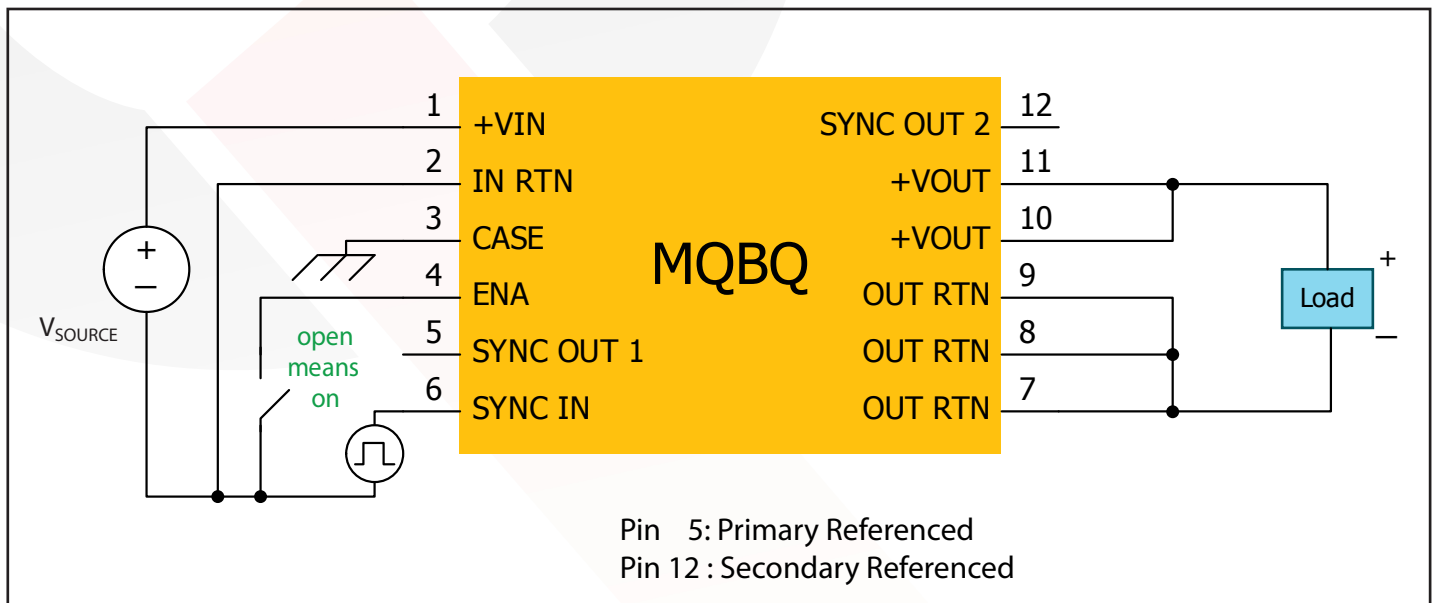 1
+VIN
2
IN RTN
3
CASE
4
ENA
5
SYNC OUT 1
6
SYNC IN
MQBQ
12
SYNC OUT 2
11
+VOUT
10
+VOUT
9
OUT RTN
8
OUT RTN
7
OUT RTN
+
–
VSOURCE
open
means
on
+
Load
–
Pin 5: Primary Referenced
Pin 12 : Secondary Referenced